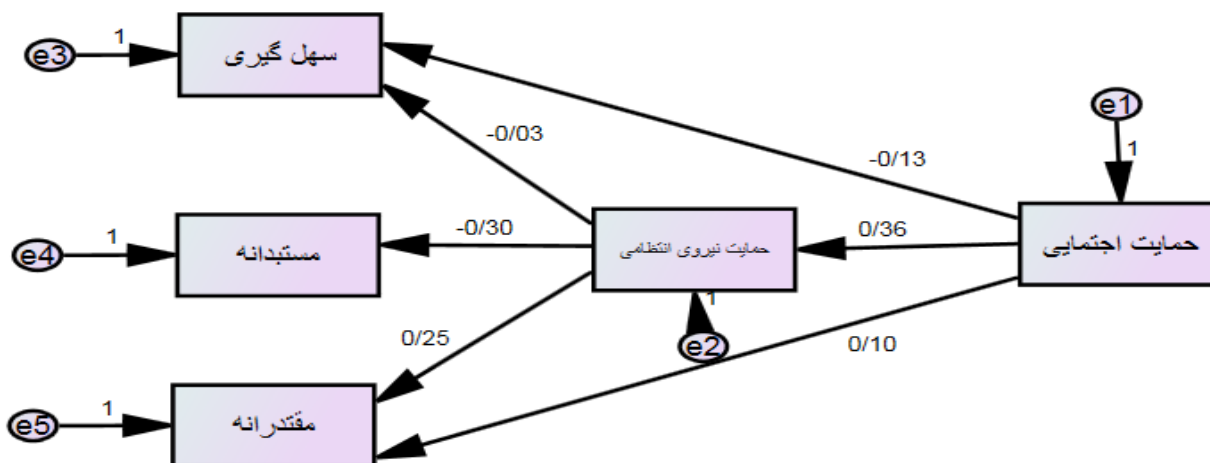 سهل گیری
e3
1
-0/03
-0/13
e1
1
مستبدانه
e4
1
-0/30
حمایت نیروی انتظامی
0/36
حمایت اجتمایی
1
e2
0/25
0/10
مقتدرانه
e5
1